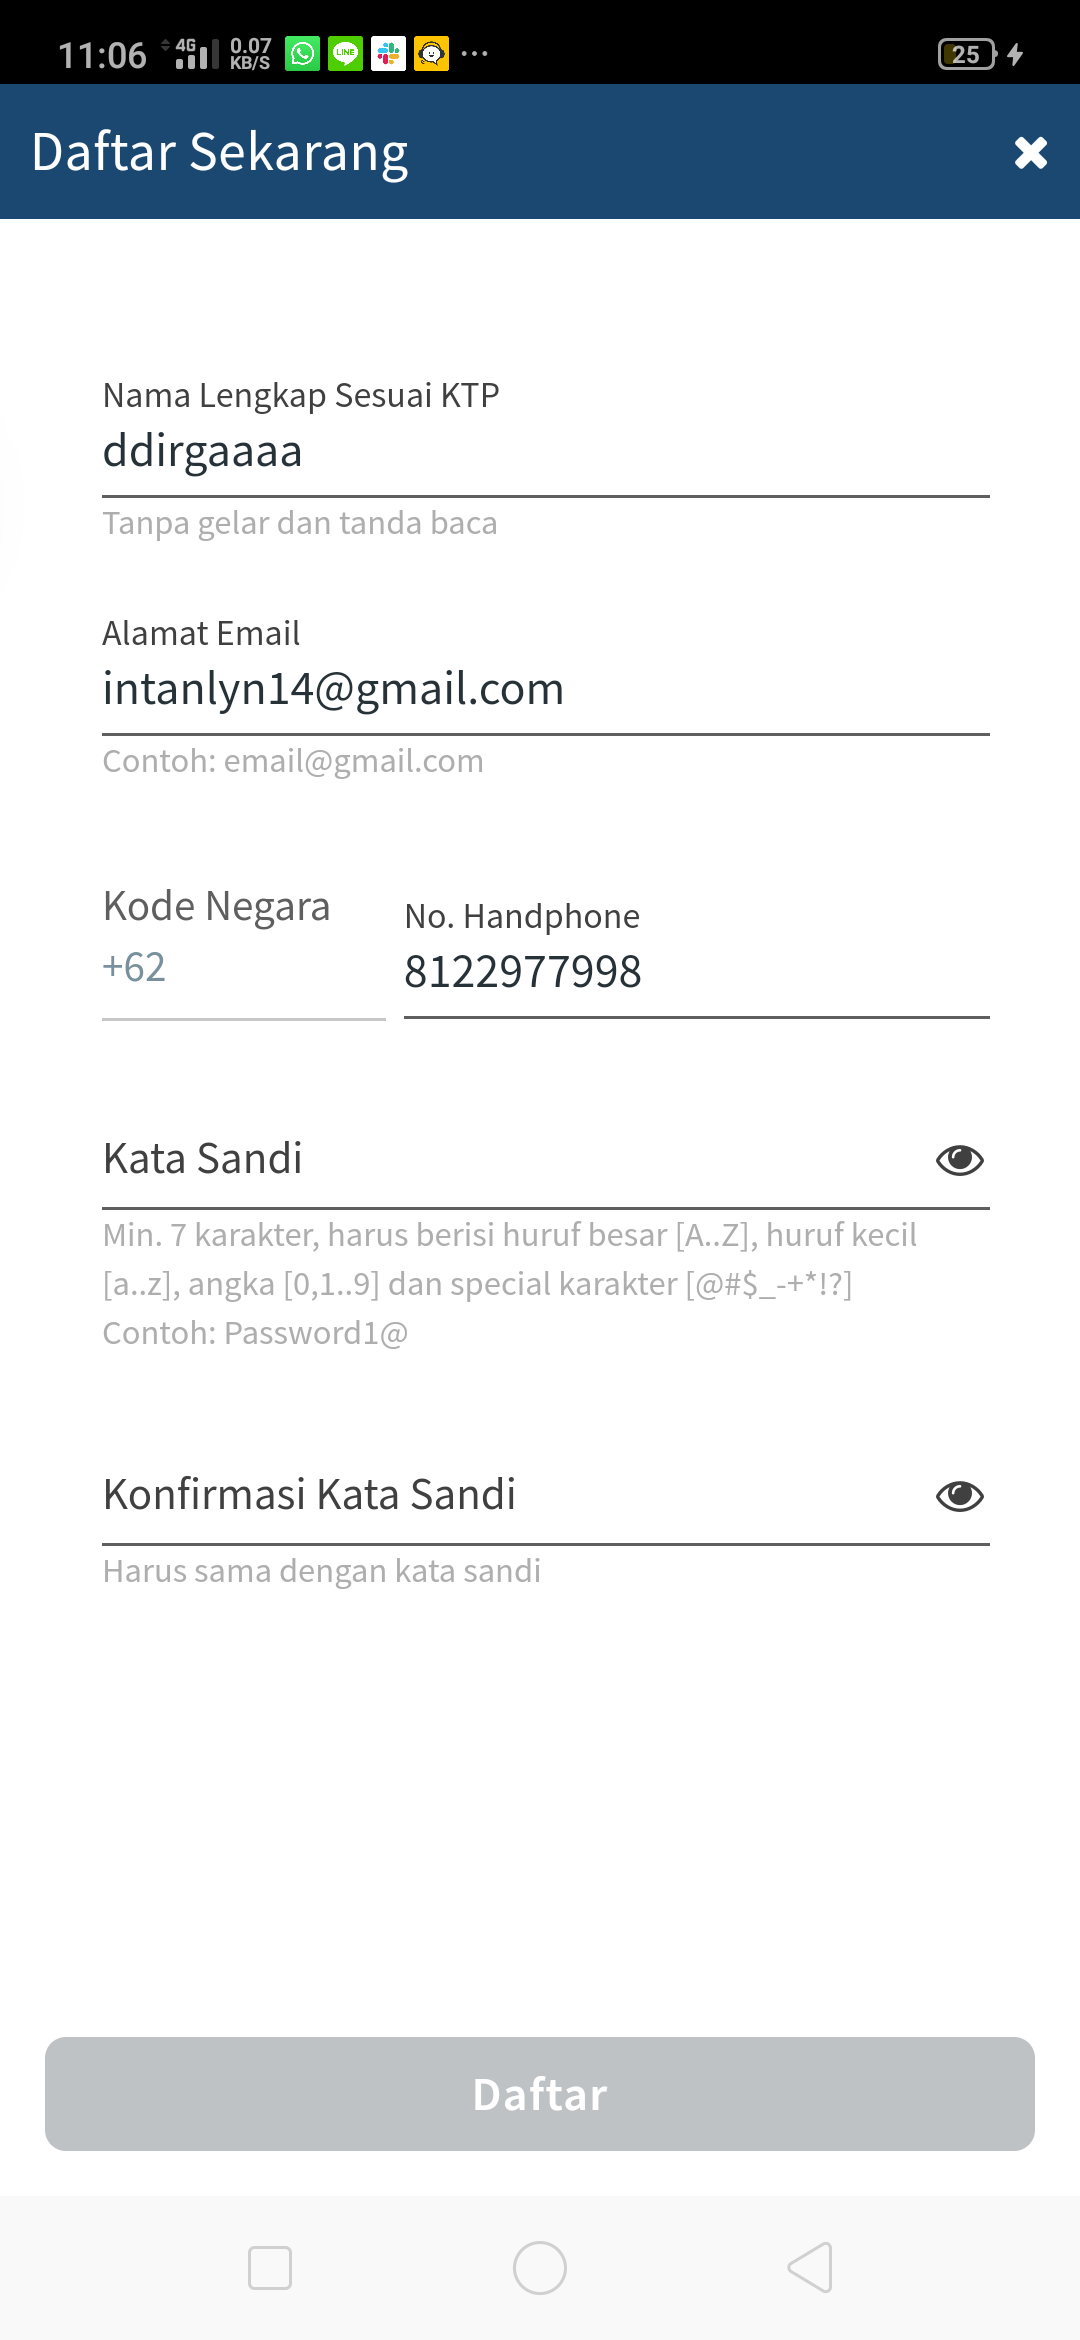 11:06 4G 0.07 KB/S LINE 25
Daftar Sekarang
Nama Lengkap Sesuai KTP
ddirgaaaa
Tanpa gelar dan tanda baca
Alamat Email
intanlyn14@gmail.com
Contoh: email@gmail.com
Kode Negara
+62
No. Handphone
8122977998
Kata Sandi
Min. 7 karakter, harus berisi huruf besar [A..Z], huruf kecil
[a..z], angka [0,1..9] dan special karakter [@#$_-+*!?]
Contoh: Password1@
Konfirmasi Kata Sandi
Harus sama dengan kata sandi
Daftar